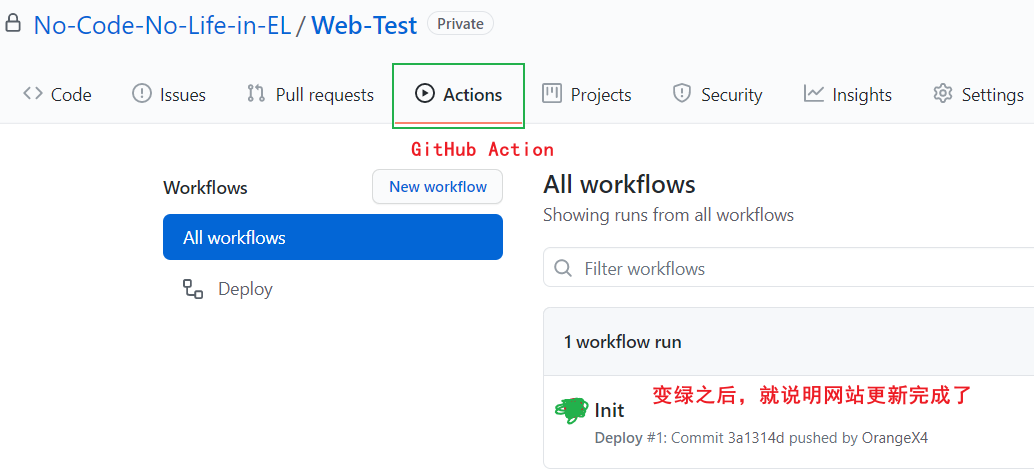 No-Code-No-Life-in-EL / Web-Test Private
Code Issues Pull requests Actions Projects Security Insights Settings
GitHub Action
Workflows New workflow
All workflows
Deploy
All workflows
Showing runs from all workflows
Filter workflows
1 workflow run
变绿之后，就说明网站更新完成了
Init
Deploy #1: Commit 3a1314d pushed by OrangeX4